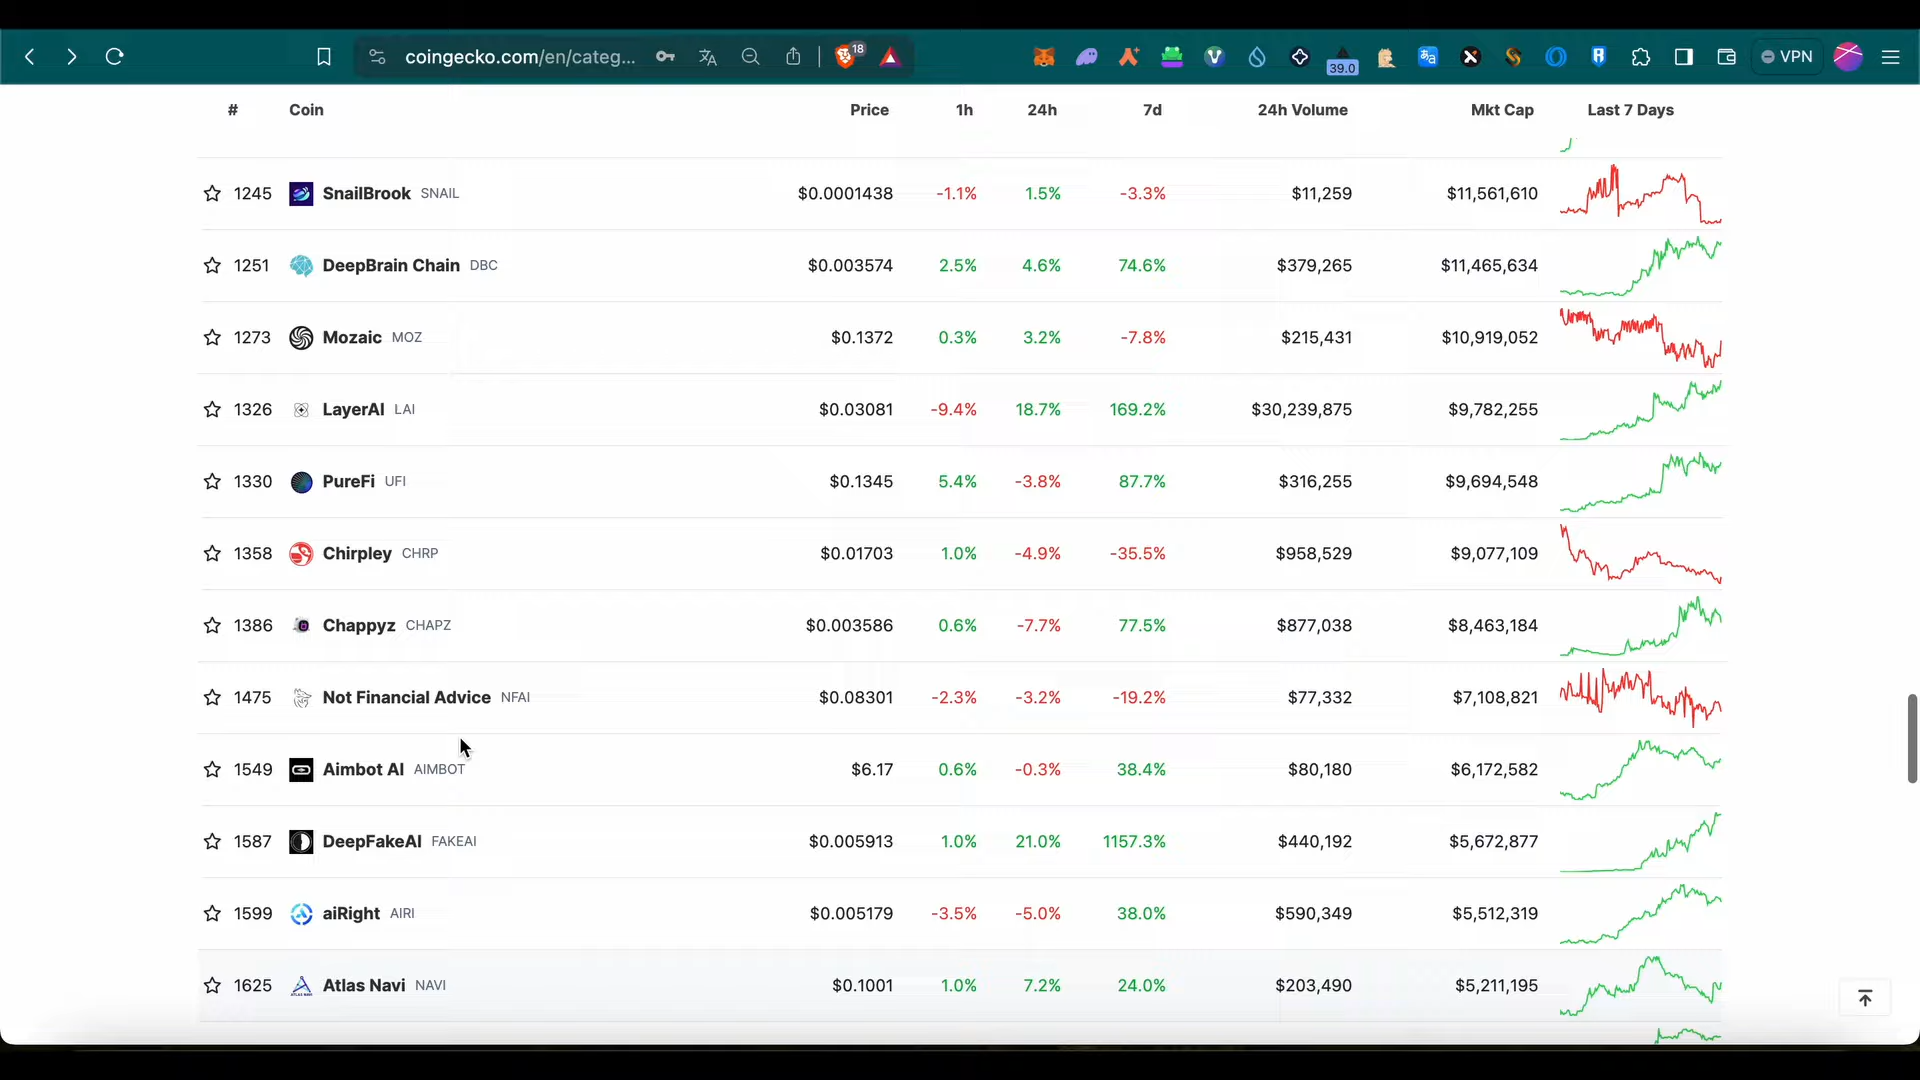 coingecko.com/en/categ...
18
39.0
VPN
# Coin Price 1h 24h 7d 24h Volume Mkt Cap Last 7 Days
1245 SnailBrook SNAIL $0.0001438 -1.1% 1.5% -3.3% $11,259 $11,561,610
1251 DeepBrain Chain DBC $0.003574 2.5% 4.6% 74.6% $379,265 $11,465,634
1273 Mozaic MOZ $0.1372 0.3% 3.2% -7.8% $215,431 $10,919,052
1326 LayerAI LAI $0.03081 -9.4% 18.7% 169.2% $30,239,875 $9,782,255
1330 PureFi UFI $0.1345 5.4% -3.8% 87.7% $316,255 $9,694,548
1358 Chirpley CHRP $0.01703 1.0% -4.9% -35.5% $958,529 $9,077,109
1386 Chappyz CHAPZ $0.003586 0.6% -7.7% 77.5% $877,038 $8,463,184
1475 Not Financial Advice NFAI $0.08301 -2.3% -3.2% -19.2% $77,332 $7,108,821
1549 Aimbot AI AIMBOT $6.17 0.6% -0.3% 38.4% $80,180 $6,172,582
1587 DeepFakeAI FAKEAI $0.005913 1.0% 21.0% 1157.3% $440,192 $5,672,877
1599 aiRight AIRI $0.005179 -3.5% -5.0% 38.0% $590,349 $5,512,319
1625 Atlas Navi NAVI $0.1001 1.0% 7.2% 24.0% $203,490 $5,211,195